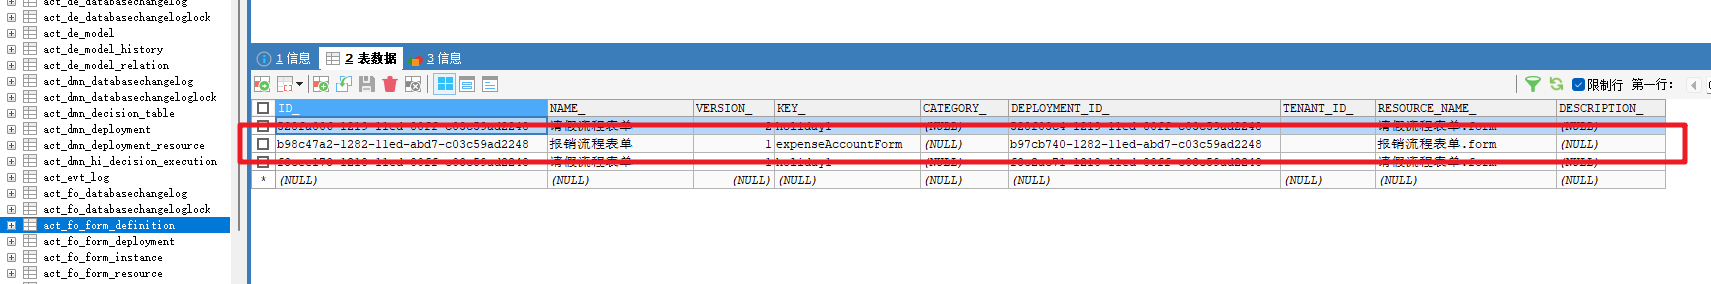 act_de_databasechangelog
act_de_databasechangeloglock
act_de_model
act_de_model_history
act_de_model_relation
act_dmn_databasechangelog
act_dmn_databasechangeloglock
act_dmn_decision_table
act_dmn_deployment
act_dmn_deployment_resource
act_dmn_hi_decision_execution
act_evt_log
act_fo_databasechangelog
act_fo_databasechangeloglock
act_fo_form_definition
act_fo_form_deployment
act_fo_form_instance
act_fo_form_resource
1 信息 2 表数据 3 信息
限制行 第一行:
ID_ NAME_ VERSION_ KEY_ CATEGORY_ DEPLOYMENT_ID_ TENANT_ID_ RESOURCE_NAME_ DESCRIPTION_
请假流程表单 2 holiday1 (NULL) 请假流程表单.form (NULL)
b98c47a2-1282-11ed-abd7-c03c59ad2248 报销流程表单 1 expenseAccountForm (NULL) b97cb740-1282-11ed-abd7-c03c59ad2248 报销流程表单.form (NULL)
请假流程表单 1 holiday1 (NULL) 请假流程表单.form (NULL)
* (NULL) (NULL) (NULL) (NULL) (NULL) (NULL) (NULL) (NULL) (NULL)